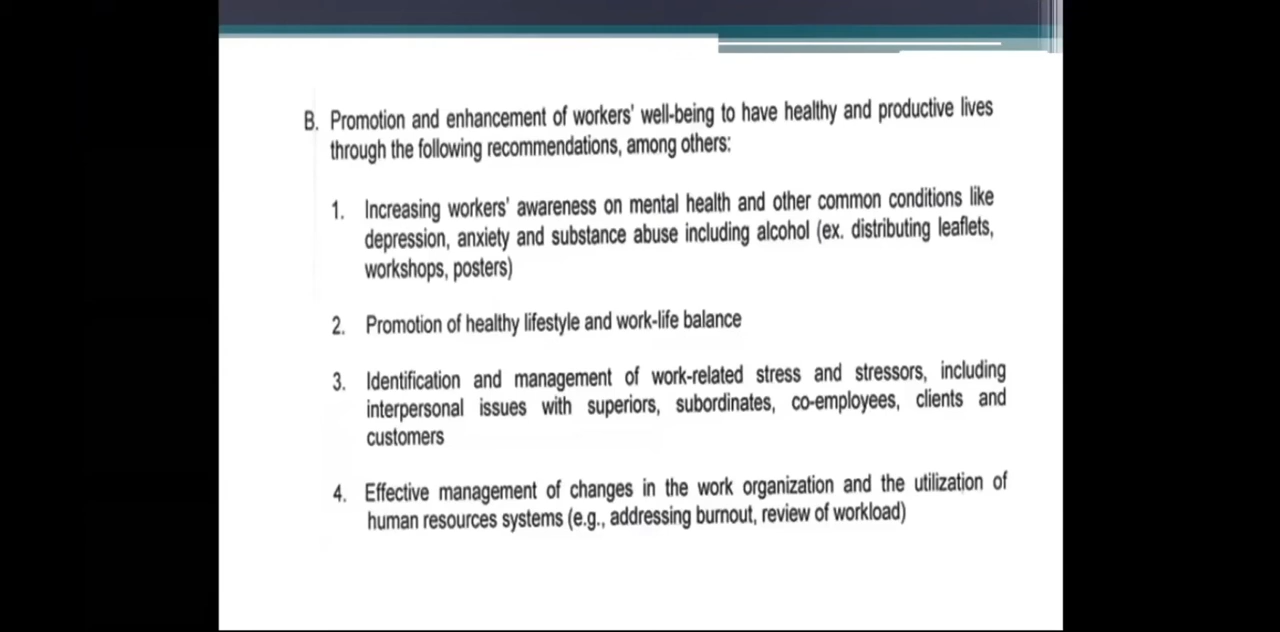 B. Promotion and enhancement of workers' well-being to have healthy and productive lives
through the following recommendations, among others:
1. Increasing workers' awareness on mental health and other common conditions like
depression, anxiety and substance abuse including alcohol (ex. distributing leaflets,
workshops, posters)
2. Promotion of healthy lifestyle and work-life balance
3. Identification and management of work-related stress and stressors, including
interpersonal issues with superiors, subordinates, co-employees, clients and
customers
4. Effective management of changes in the work organization and the utilization of
human resources systems (e.g., addressing burnout, review of workload)